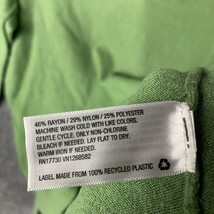 46% RAYON / 29% NYLON / 25% POLYESTER
MACHINE WASH COLD WITH LIKE COLORS.
GENTLE CYCLE. ONLY NON-CHLORINE
BLEACH IF NEEDED. LAY FLAT TO DRY.
WARM IRON IF NEEDED.
RN17730 VN1268582
LABEL MADE FROM 100% RECYCLED PLASTIC